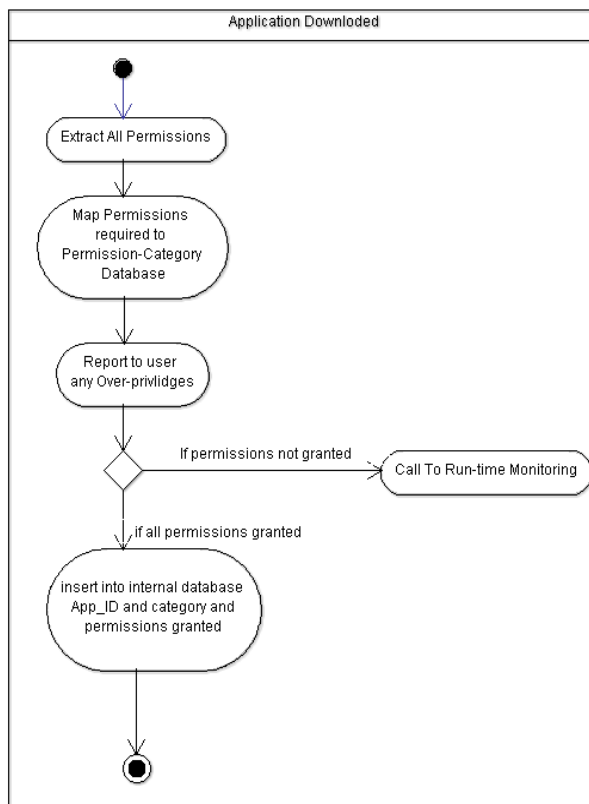 Application Downloded
Extract All Permissions
Map Permissions
required to
Permission-Category
Database
Report to user
any Over-privlidges
If permissions not granted
Call To Run-time Monitoring
if all permissions granted
insert into internal database
App_ID and category and
permissions granted